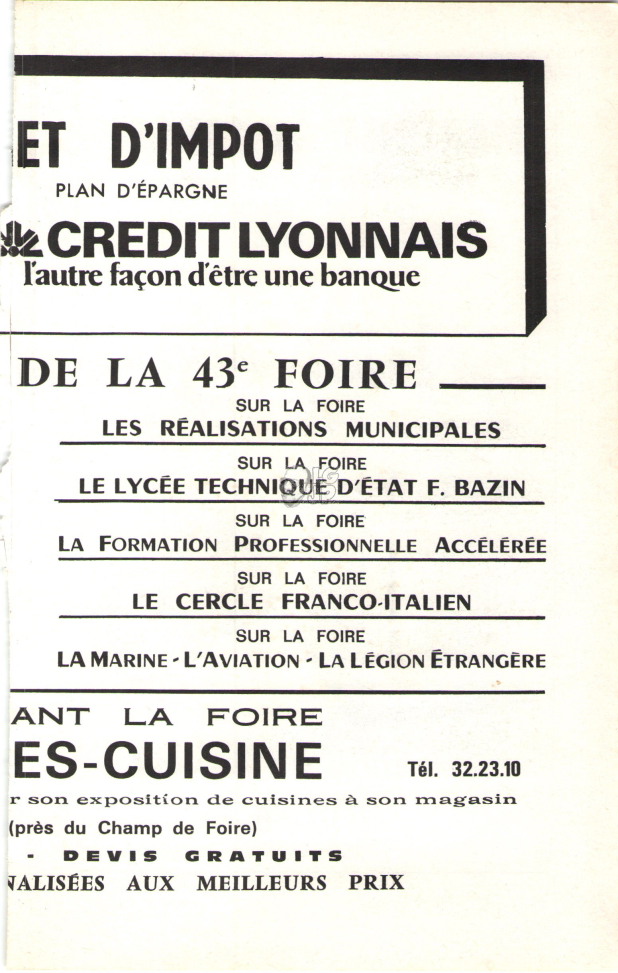 ET D'IMPOT
PLAN D'ÉPARGNE
CREDIT LYONNAIS
l'autre façon d'être une banque
DE LA 43e FOIRE
SUR LA FOIRE
LES RÉALISATIONS MUNICIPALES
SUR LA FOIRE
LE LYCÉE TECHNIQUE D'ÉTAT F. BAZIN
SUR LA FOIRE
LA FORMATION PROFESSIONNELLE ACCÉLÉRÉE
SUR LA FOIRE
LE CERCLE FRANCO-ITALIEN
SUR LA FOIRE
LA MARINE - L'AVIATION - LA LÉGION ÉTRANGÈRE
ANT LA FOIRE
ES-CUISINE Tél. 32.23.10
r son exposition de cuisines à son magasin
(près du Champ de Foire)
- DEVIS GRATUITS
NALISÉES AUX MEILLEURS PRIX